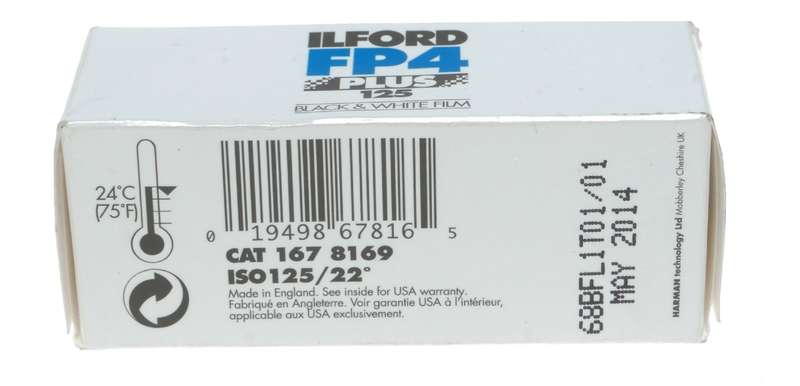 ILFORD
FP4
PLUS
125
BLACK & WHITE FILM
24°C
(75°F)
0 19498 67816 5
CAT 167 8169
ISO125/22°
Made in England. See inside for USA warranty.
Fabriqué en Angleterre. Voir garantie USA à l'intérieur,
applicable aux USA exclusivement.
68BFL1T01/01
MAY 2014
HARMAN technology Ltd Mobberley Cheshire UK